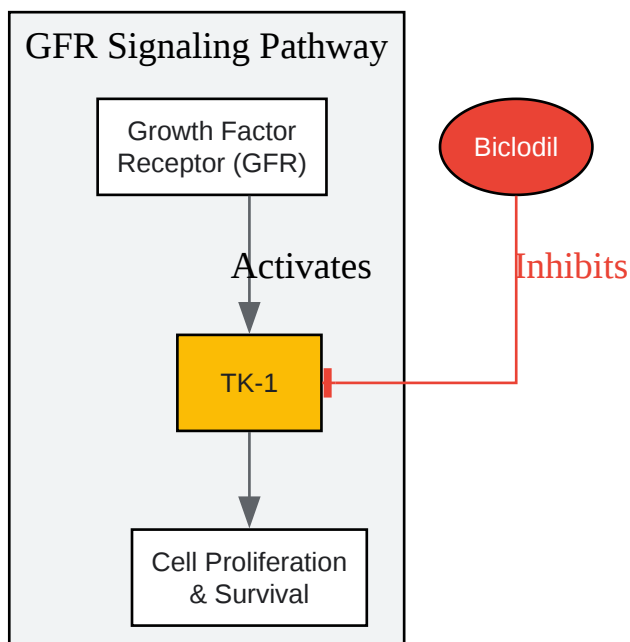 GFR Signaling Pathway
Growth Factor
Receptor (GFR)
Biclodil
Activates
Inhibits
TK-1
Cell Proliferation
& Survival